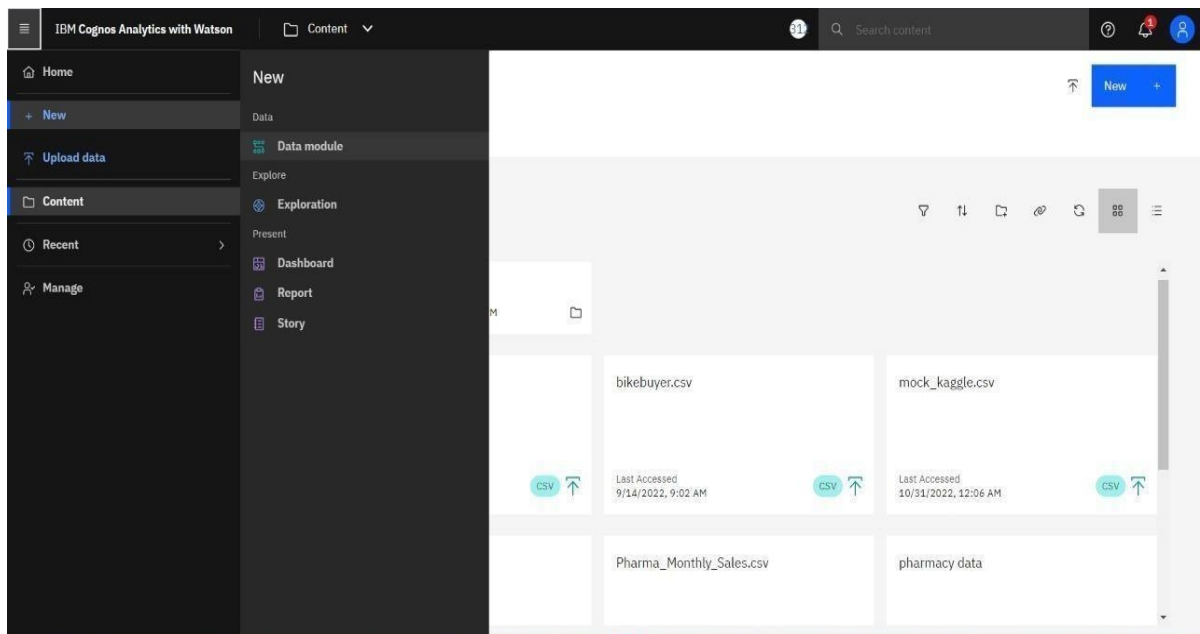 IBM Cognos Analytics with Watson
Content
31
Search content
1
Home
New
Upload data
Content
Recent
Manage
New
Data
Data module
Explore
Exploration
Present
Dashboard
Report
Story
New +
M
CSV
bikebuyer.csv
Last Accessed
9/14/2022, 9:02 AM
CSV
mock_kaggle.csv
Last Accessed
10/31/2022, 12:06 AM
CSV
Pharma_Monthly_Sales.csv
pharmacy data